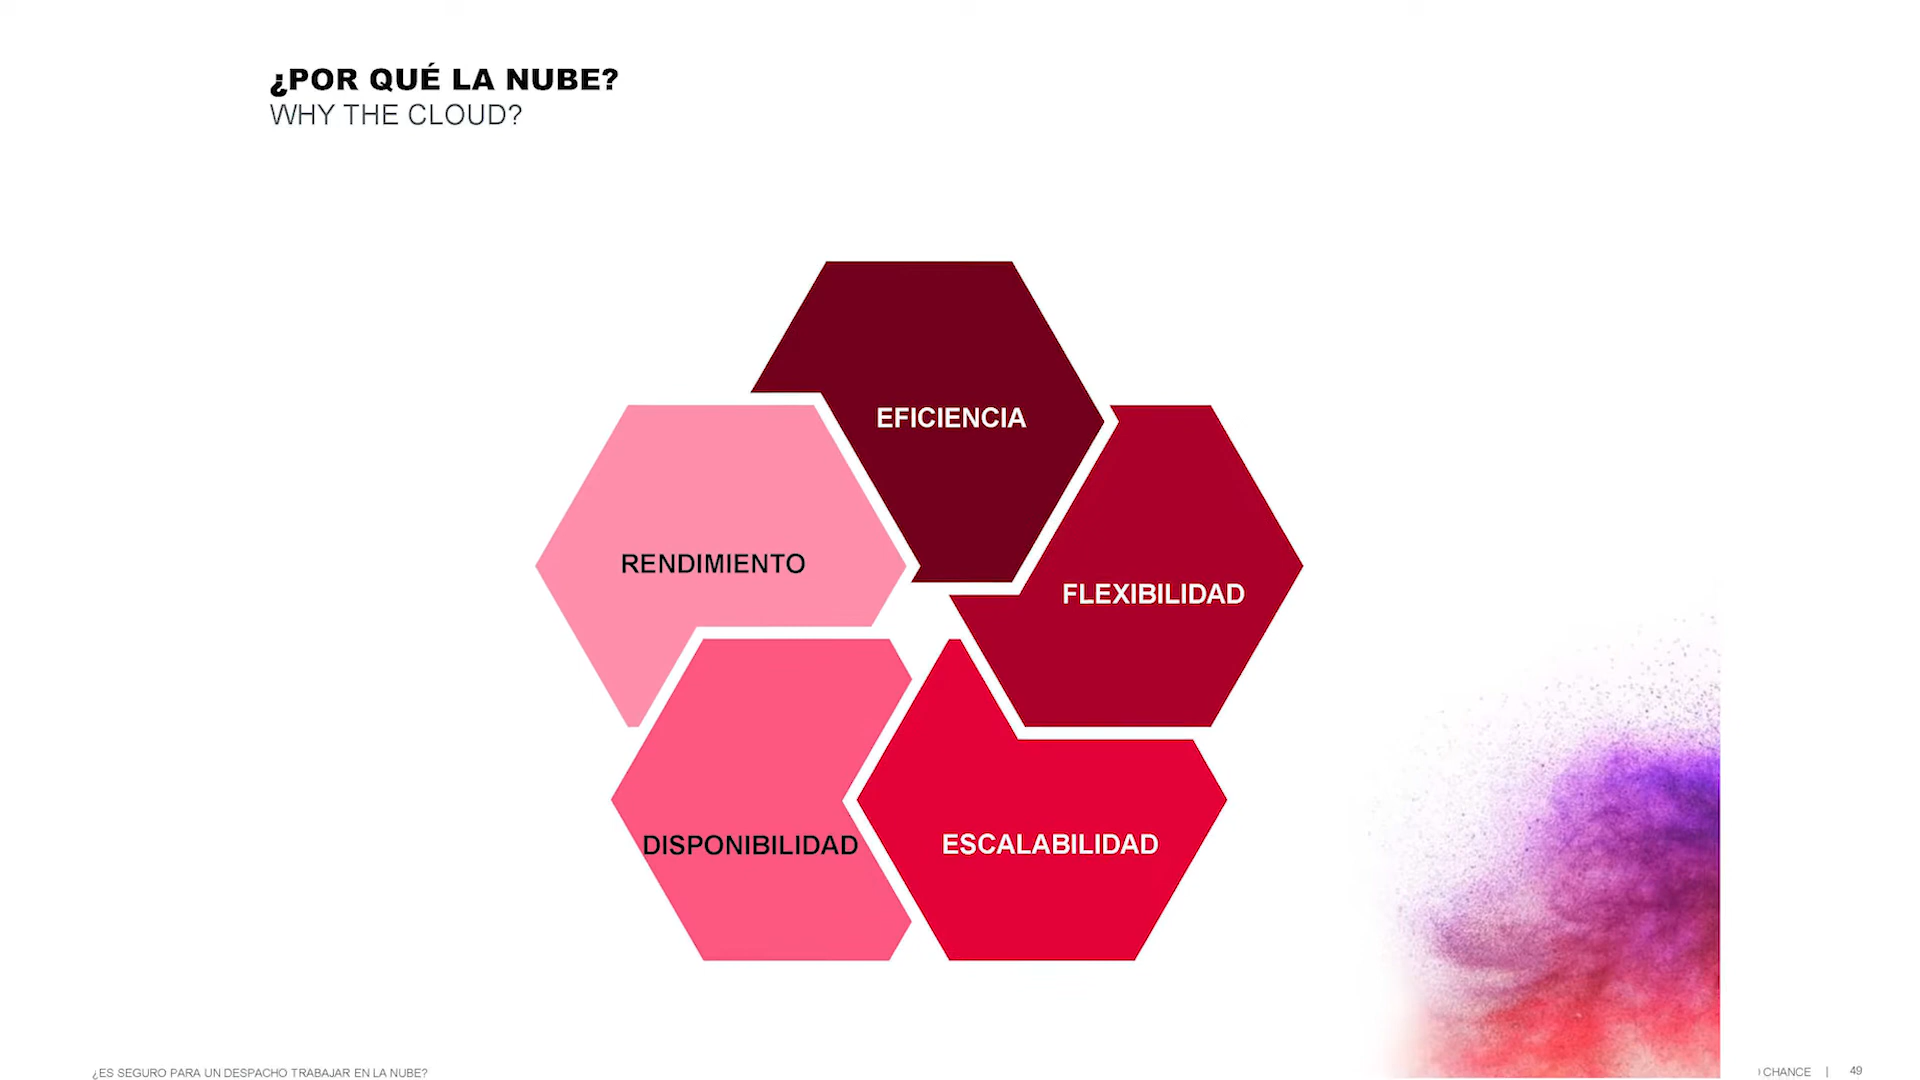 ¿POR QUÉ LA NUBE?
WHY THE CLOUD?
EFICIENCIA
RENDIMIENTO
FLEXIBILIDAD
DISPONIBILIDAD
ESCALABILIDAD
¿ES SEGURO PARA UN DESPACHO TRABAJAR EN LA NUBE?
CHANCE | 49